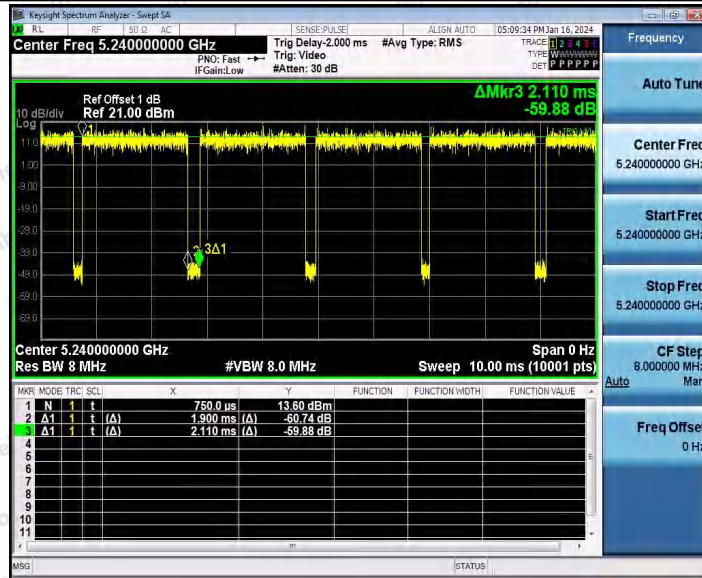 Keysight Spectrum Analyzer - Swept SA
RL RF 50 Ω AC SENSE:PULSE ALIGN AUTO 05:09:34 PM Jan 16, 2024
Center Freq 5.240000000 GHz
PNO: Fast
IFGain:Low
Trig Delay-2.000 ms
Trig: Video
#Atten: 30 dB
#Avg Type: RMS
TRACE 1 2 3 4 5 6
TYPE WWWWWW
DET P P P P P P
Frequency
ΔMkr3 2.110 ms
-59.88 dB
Ref Offset 1 dB
10 dB/div Ref 21.00 dBm
Log
1
11.0
1.00
-9.00
-19.0
-29.0
-39.0
3Δ1
-49.0
-59.0
-69.0
Center 5.240000000 GHz Span 0 Hz
Res BW 8 MHz #VBW 8.0 MHz Sweep 10.00 ms (10001 pts)
MKR MODE TRC SCL X Y FUNCTION FUNCTION WIDTH FUNCTION VALUE
1 N 1 t 750.0 µs 13.60 dBm
2 Δ1 1 t (Δ) 1.900 ms (Δ) -60.74 dB
3 Δ1 1 t (Δ) 2.110 ms (Δ) -59.88 dB
4
5
6
7
8
9
10
11
MSG STATUS
Auto Tune
Center Freq
5.240000000 GHz
Start Freq
5.240000000 GHz
Stop Freq
5.240000000 GHz
CF Step
8.000000 MHz
Auto Man
Freq Offset
0 Hz